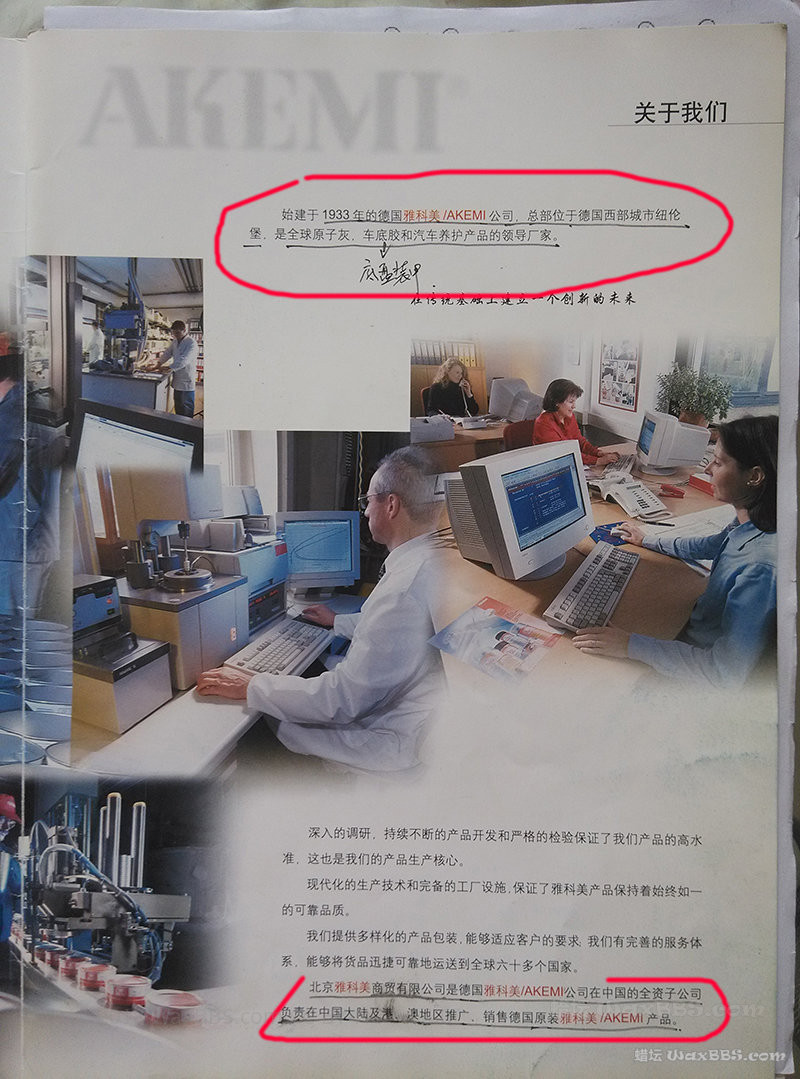 AKEMI
关于我们
始建于 1933 年的德国雅科美/AKEMI 公司，总部位于德国西部城市纽伦
堡，是全球原子灰，车底胶和汽车养护产品的领导厂家。
底盘装甲
在传统基础上建立一个创新的未来
深入的调研，持续不断的产品开发和严格的检验保证了我们产品的高水
准，这也是我们的产品生产核心。
现代化的生产技术和完备的工厂设施，保证了雅科美产品保持着始终如一
的可靠品质。
我们提供多样化的产品包装，能够适应客户的要求，我们有完善的服务体
系，能够将货品迅捷可靠地运送到全球六十多个国家。
北京雅科美商贸有限公司是德国雅科美/AKEMI公司在中国的全资子公司
负责在中国大陆及港、澳地区推广，销售德国原装雅科美/AKEMI 产品。
蜡坛 WaxBBS.com